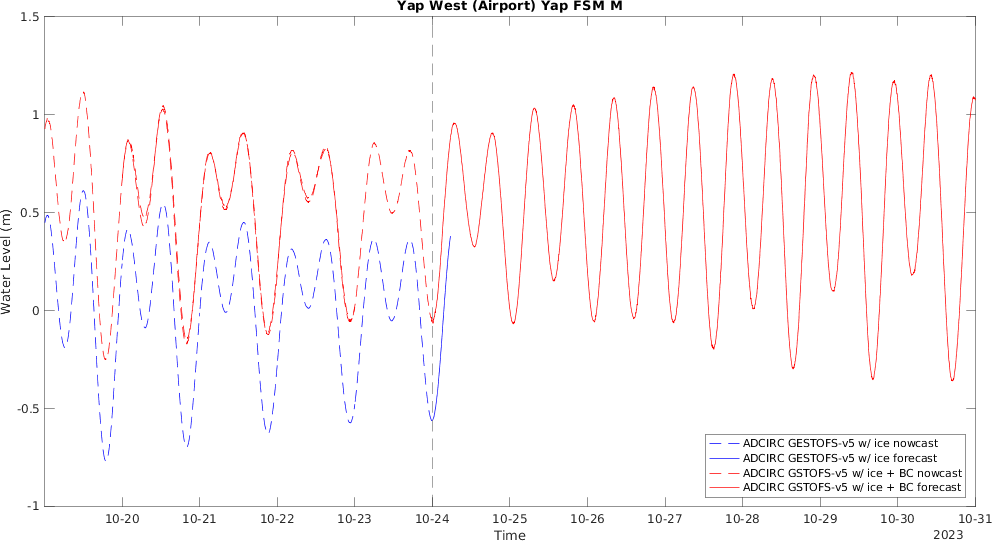 Yap West (Airport) Yap FSM M
1.5
1
0.5
0
-0.5
-1
Water Level (m)
10-20 10-21 10-22 10-23 10-24 10-25 10-26 10-27 10-28 10-29 10-30 10-31
Time
2023
ADCIRC GESTOFS-v5 w/ ice nowcast
ADCIRC GESTOFS-v5 w/ ice forecast
ADCIRC GSTOFS-v5 w/ ice + BC nowcast
ADCIRC GSTOFS-v5 w/ ice + BC forecast